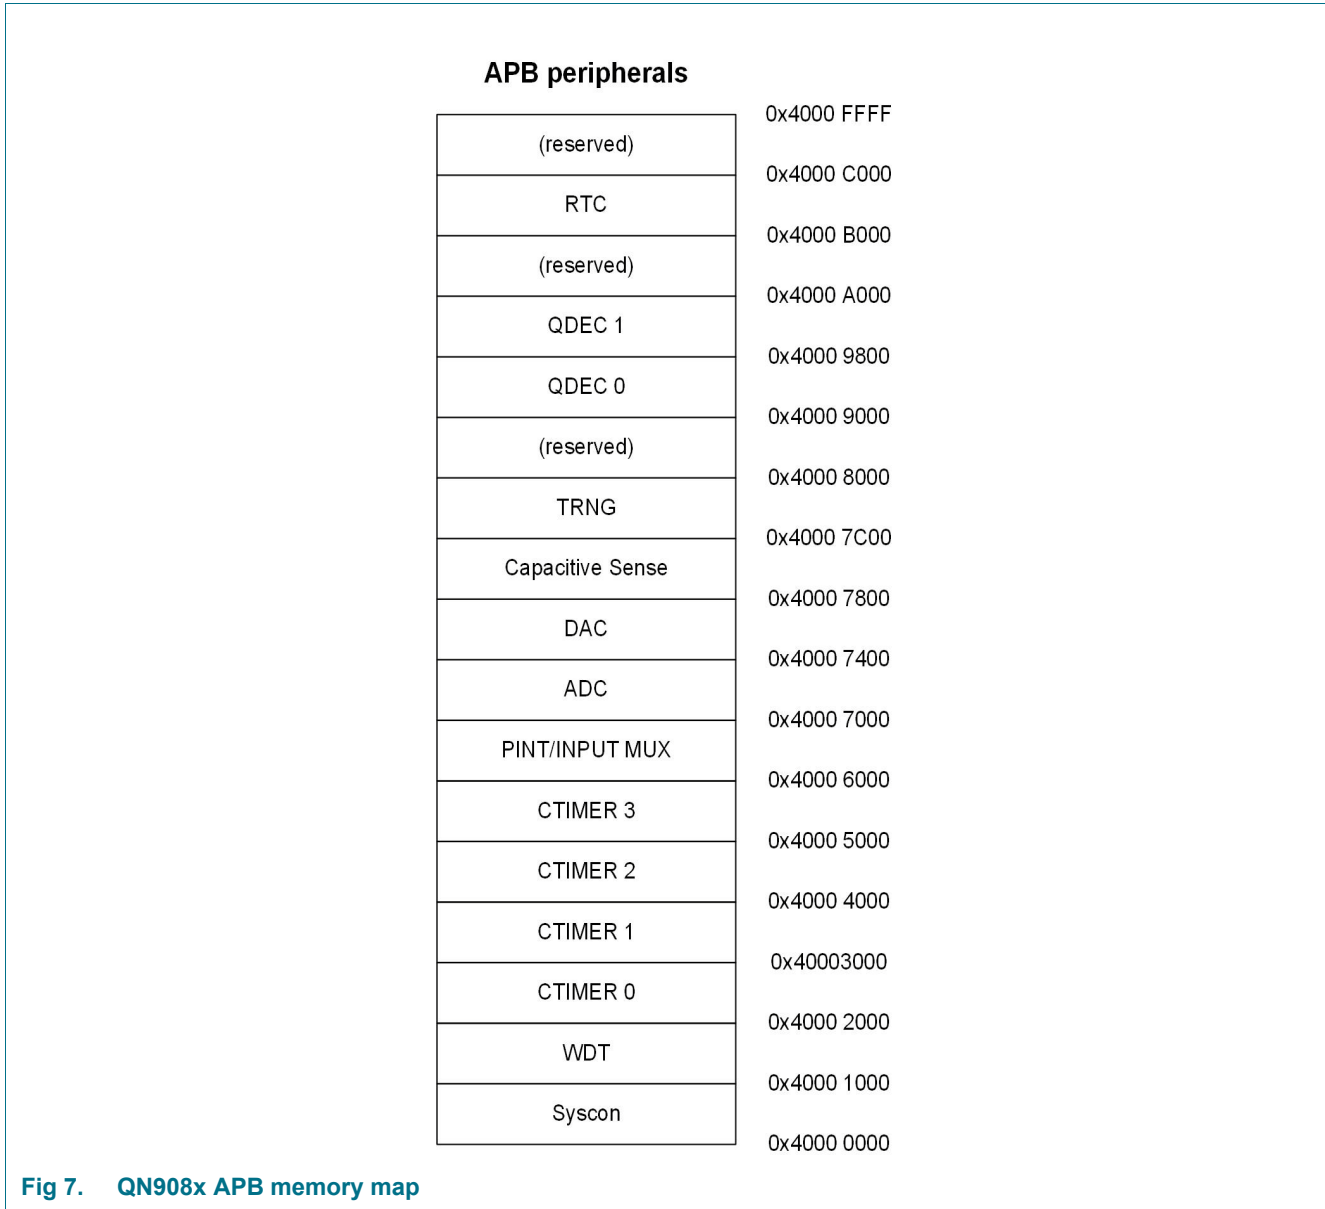 APB peripherals
0x4000 FFFF
(reserved)
0x4000 C000
RTC
0x4000 B000
(reserved)
0x4000 A000
QDEC 1
0x4000 9800
QDEC 0
0x4000 9000
(reserved)
0x4000 8000
TRNG
0x4000 7C00
Capacitive Sense
0x4000 7800
DAC
0x4000 7400
ADC
0x4000 7000
PINT/INPUT MUX
0x4000 6000
CTIMER 3
0x4000 5000
CTIMER 2
0x4000 4000
CTIMER 1
0x40003000
CTIMER 0
0x4000 2000
WDT
0x4000 1000
Syscon
0x4000 0000
Fig 7. QN908x APB memory map